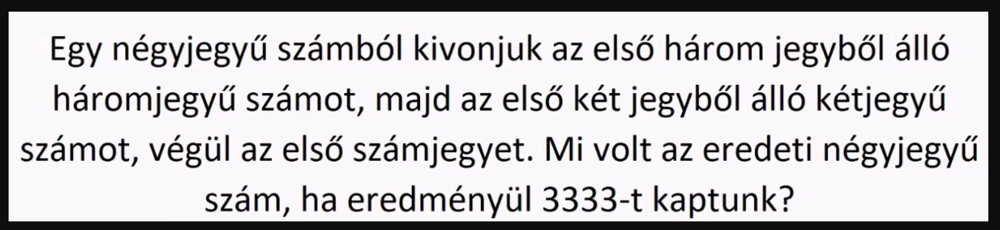 Egy négyjegyű számból kivonjuk az első három jegyből álló
háromjegyű számot, majd az első két jegyből álló kétjegyű
számot, végül az első számjegyet. Mi volt az eredeti négyjegyű
szám, ha eredményül 3333-t kaptunk?